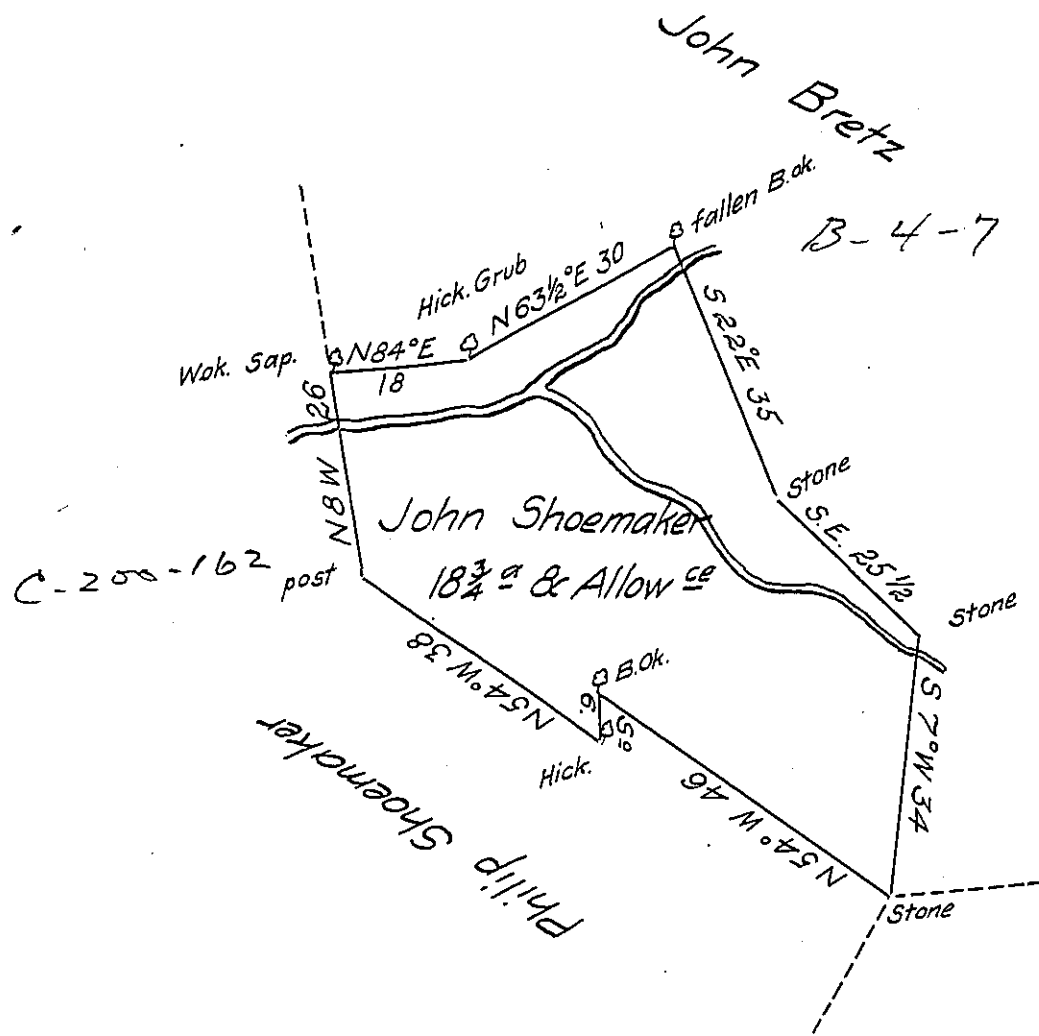 John Bretz
fallen B.ok.
B-4-7
Hick. Grub
N63½°E 30
S 22°E 35
Wok. Sap.
N84°E
18
26
N8W
Stone
S.E. 25½
John Shoemaker
18¾ a & Allow ce
C-200-162
post
Stone
N54°W 38
B.Ok.
6.
So
S 7°W 34
Hick.
N54°W 46
Philip Shoemaker
Stone